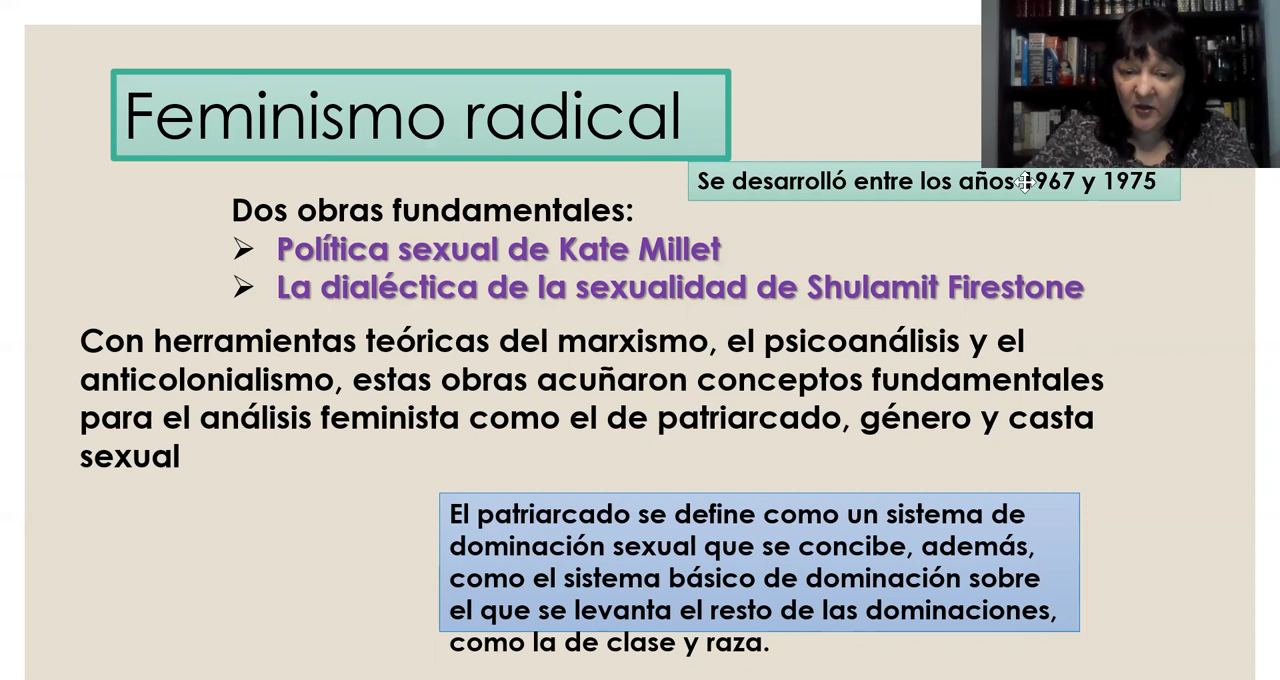 Feminismo radical
Se desarrolló entre los años 1967 y 1975
Dos obras fundamentales:
Política sexual de Kate Millet
La dialéctica de la sexualidad de Shulamit Firestone
Con herramientas teóricas del marxismo, el psicoanálisis y el
anticolonialismo, estas obras acuñaron conceptos fundamentales
para el análisis feminista como el de patriarcado, género y casta
sexual
El patriarcado se define como un sistema de
dominación sexual que se concibe, además,
como el sistema básico de dominación sobre
el que se levanta el resto de las dominaciones,
como la de clase y raza.